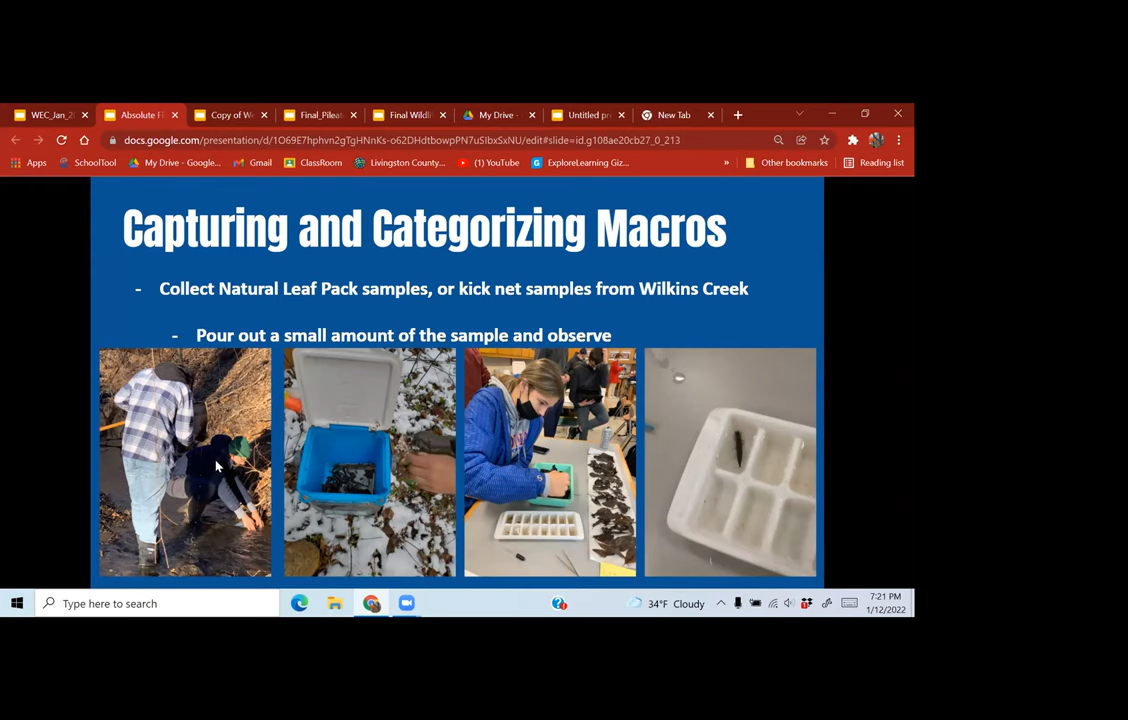 WEC_Jan_2
Absolute F
Copy of We
Final_Pilea
Final Wildl
My Drive -
Untitled pr
New Tab
docs.google.com/presentation/d/1O69E7hphvn2gTgHNnKs-o62DHdtbowpPN7uSIbxSxNU/edit#slide=id.g108ae20cb27_0_213
Apps SchoolTool My Drive - Google... Gmail ClassRoom Livingston County... (1) YouTube ExploreLearning Giz... » Other bookmarks Reading list
Capturing and Categorizing Macros
- Collect Natural Leaf Pack samples, or kick net samples from Wilkins Creek
- Pour out a small amount of the sample and observe
Type here to search
34°F Cloudy
7:21 PM
1/12/2022